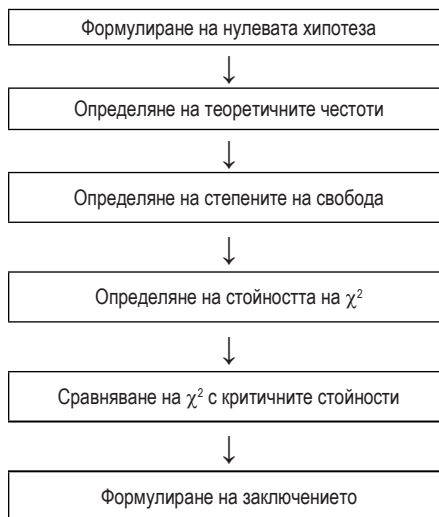 Формулиране на нулевата хипотеза
↓
Определяне на теоретичните честоти
↓
Определяне на степените на свобода
↓
Определяне на стойността на χ²
↓
Сравняване на χ² с критичните стойности
↓
Формулиране на заключението